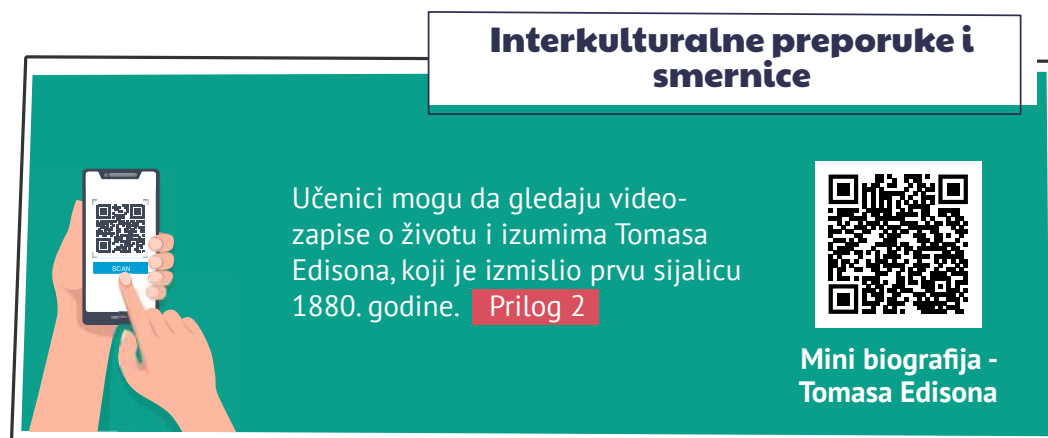 Interkulturalne preporuke i
smernice
Učenici mogu da gledaju video-
zapise o životu i izumima Tomasa
Edisona, koji je izmislio prvu sijalicu
1880. godine. Prilog 2
SCAN
Mini biografija -
Tomasa Edisona